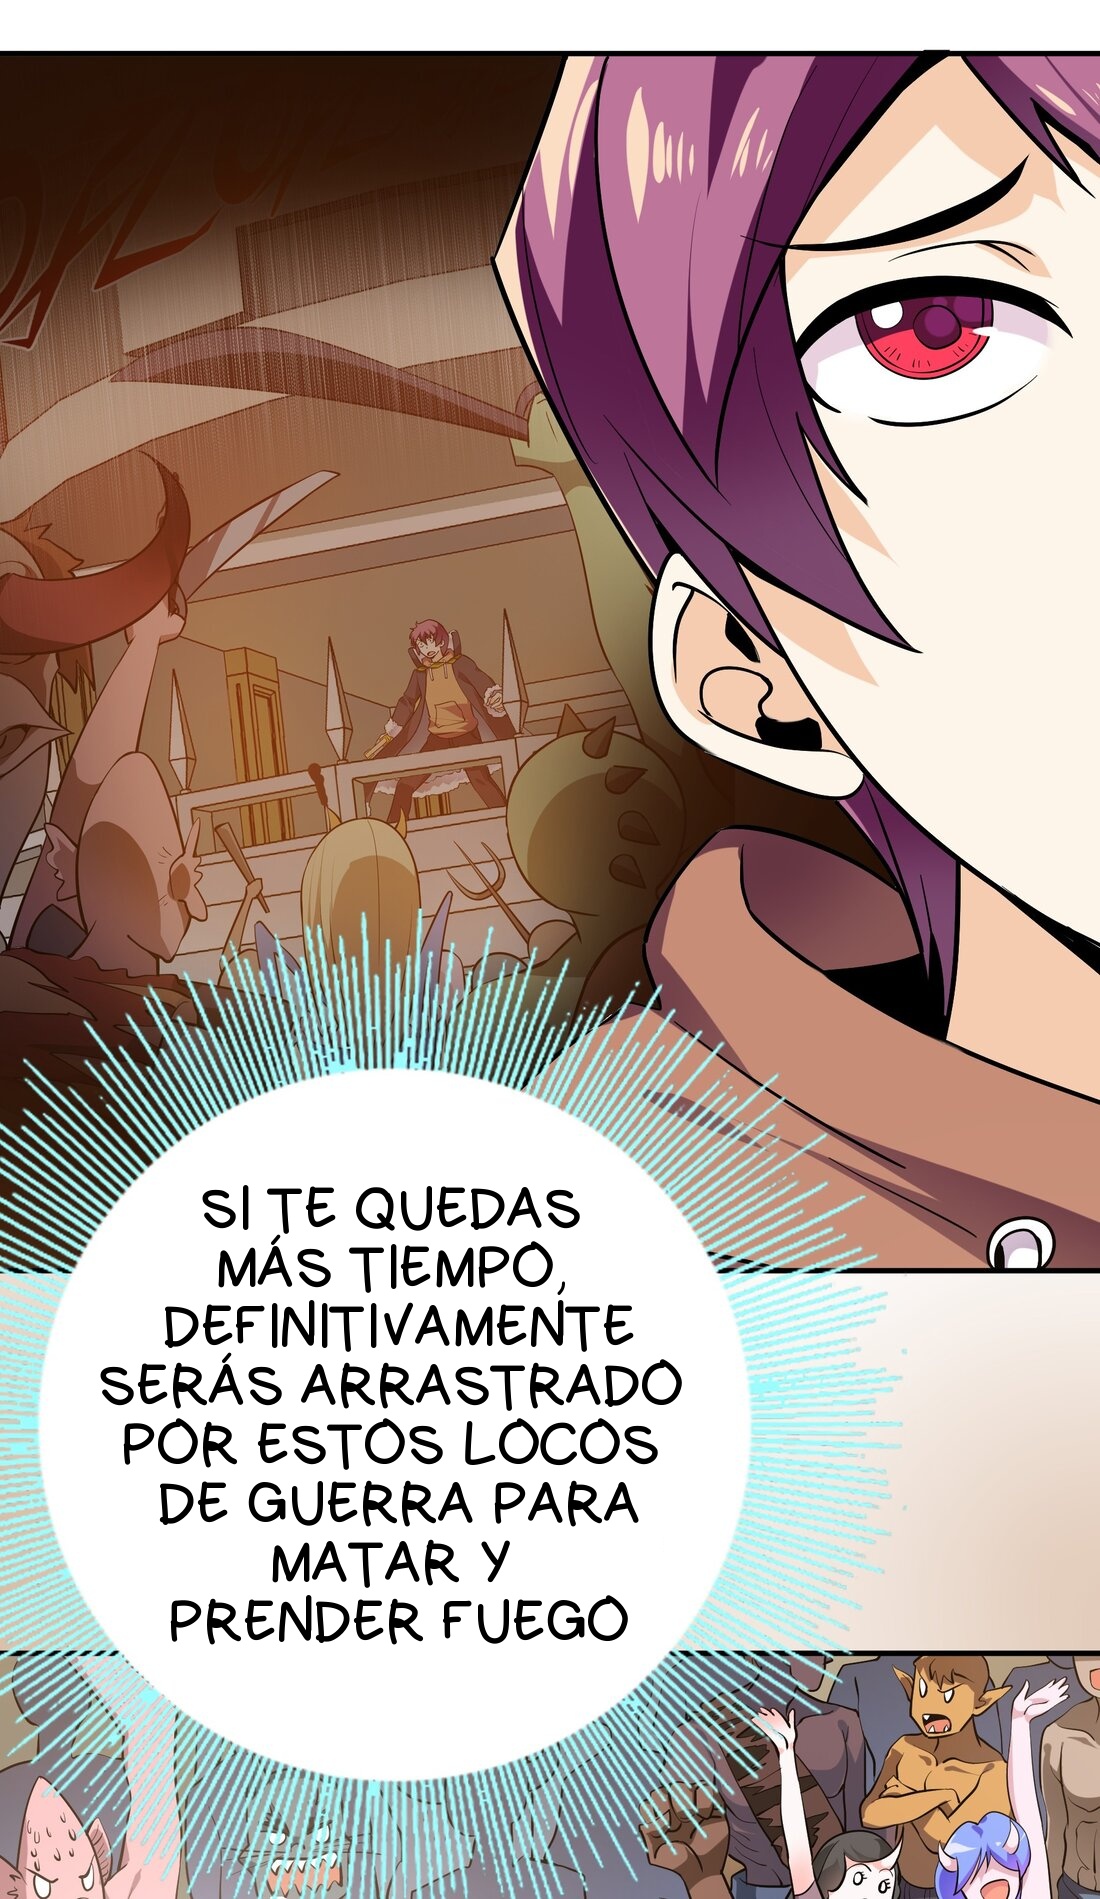 SI TE QUEDAS
MÁS TIEMPO,
DEFINITIVAMENTE
SERÁS ARRASTRADO
POR ESTOS LOCOS
DE GUERRA PARA
MATAR Y
PRENDER FUEGO